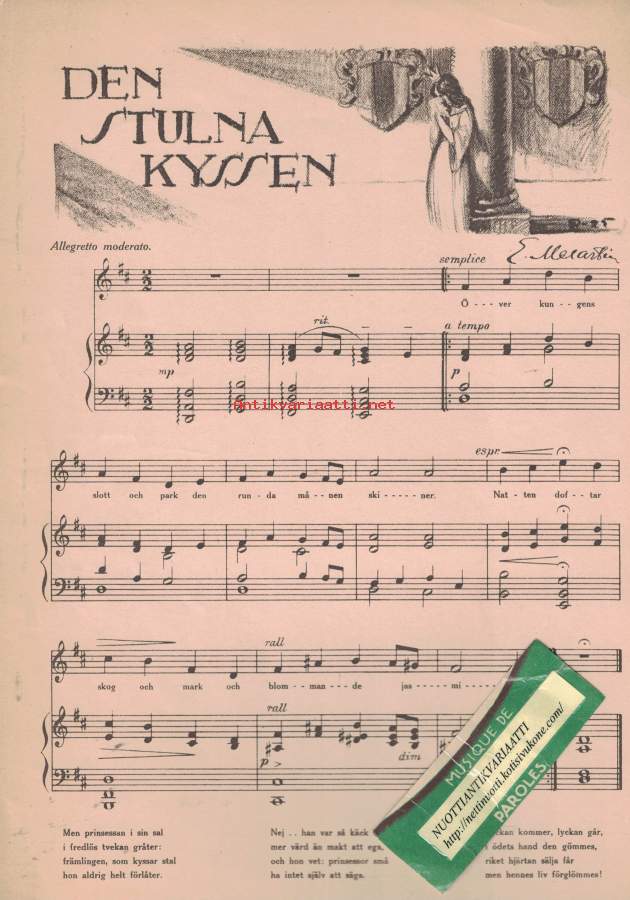 DEN
STULNA
KYSSEN
R-25
Allegretto moderato.
semplice
Ö---ver kun--gens
rit.
a tempo
mp
p
Antikvariaatti.net
espr.
slott och park den run--da må--nen ski-----ner. Nat--ten dof--tar
rall
skog och mark och blom---man---de jas---mi
rall
p
dim
MUSIQUE DE
NUOTTIANTIKVARIAATTI
http://nettinuotti.kotisivukone.com/
PAROLES
Men prinsessan i sin sal
i fredlös tvekan gråter:
främlingen, som kyssar stal
hon aldrig helt förlåter.
Nej .. han var så käck
mer värd än makt att ega,
och hon vet: prinsessor små
ha intet själv att säga.
kommer, lyckan går,
i ödets hand den gömmes,
riket hjärtan sälja får
men hennes liv förglömmes!